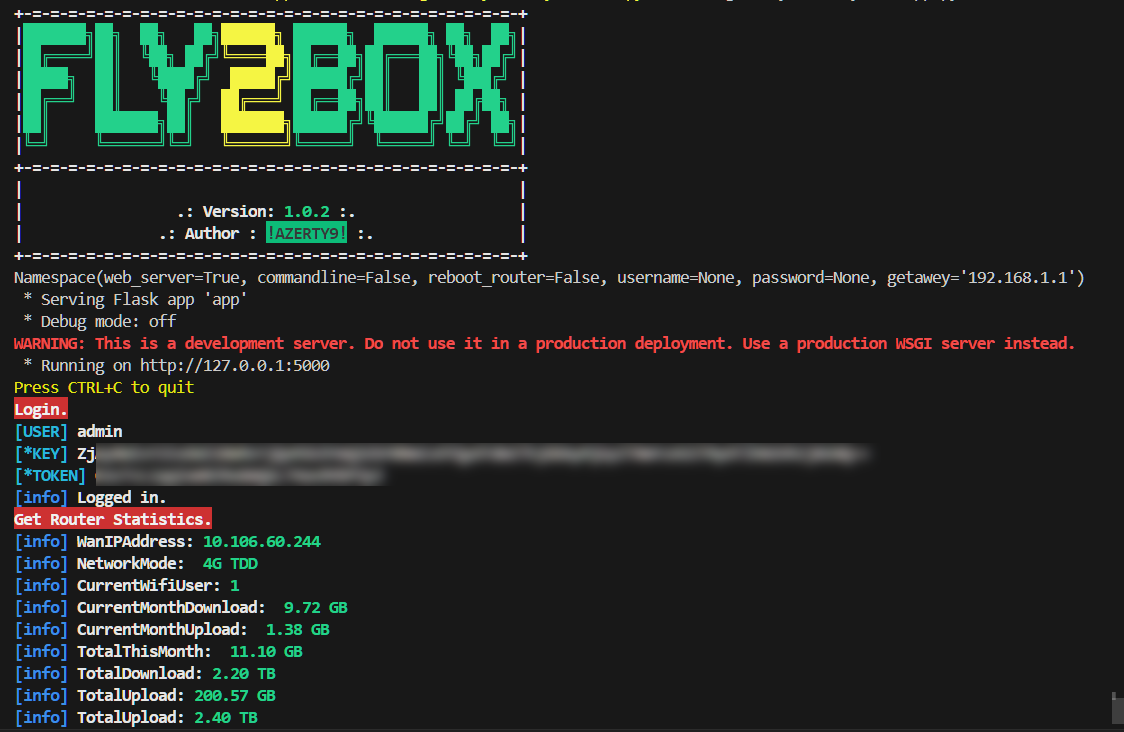 FLY2BOX
.: Version: 1.0.2 :.
.: Author : !AZERTY9! :.
Namespace(web_server=True, commandline=False, reboot_router=False, username=None, password=None, getawey='192.168.1.1')
* Serving Flask app 'app'
* Debug mode: off
WARNING: This is a development server. Do not use it in a production deployment. Use a production WSGI server instead.
* Running on http://127.0.0.1:5000
Press CTRL+C to quit
Login.
[USER] admin
[*KEY] Zj
[*TOKEN]
[info] Logged in.
Get Router Statistics.
[info] WanIPAddress: 10.106.60.244
[info] NetworkMode:  4G TDD
[info] CurrentWifiUser: 1
[info] CurrentMonthDownload:  9.72 GB
[info] CurrentMonthUpload:  1.38 GB
[info] TotalThisMonth:  11.10 GB
[info] TotalDownload: 2.20 TB
[info] TotalUpload: 200.57 GB
[info] TotalUpload: 2.40 TB